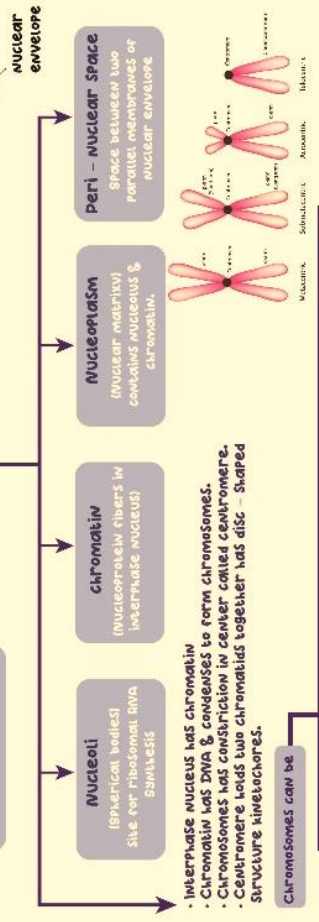 Nuclear
envelope
Nucleoli
(Spherical bodies)
Site for ribosomal RNA
Synthesis
Chromatin
(Nucleoprotein fibers in
interphase nucleus)
Nucleoplasm
(Nuclear matrixv)
contains nucleolus &
chromatin.
Peri – Nuclear Space
Space between two
parallel membranes of
nuclear envelope
• Interphase nucleus has chromatin
• Chromatin has DNA & condenses to form chromosomes.
• Chromosomes has constriction in center called centromere.
• Centromere holds two chromatids together has disc – shaped
structure kinetochores.
Metacentric
Submetacentric
Acrocentric
Telocentric
Chromosomes can be